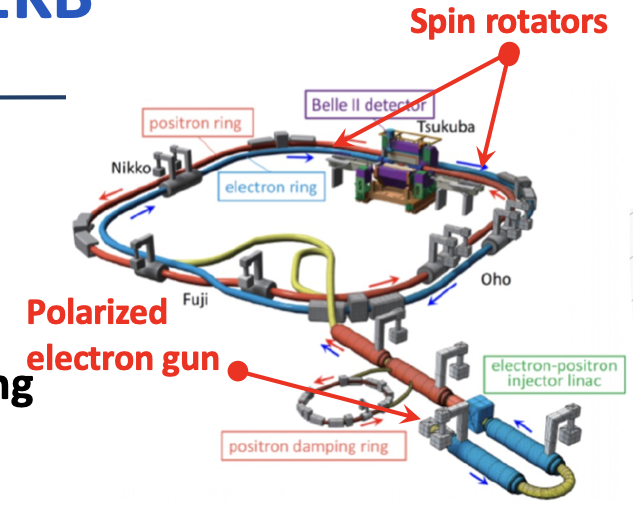 Spin rotators
Belle II detector
Tsukuba
positron ring
Nikko
electron ring
Oho
Fuji
Polarized
electron gun
electron-positron
injector linac
positron damping ring